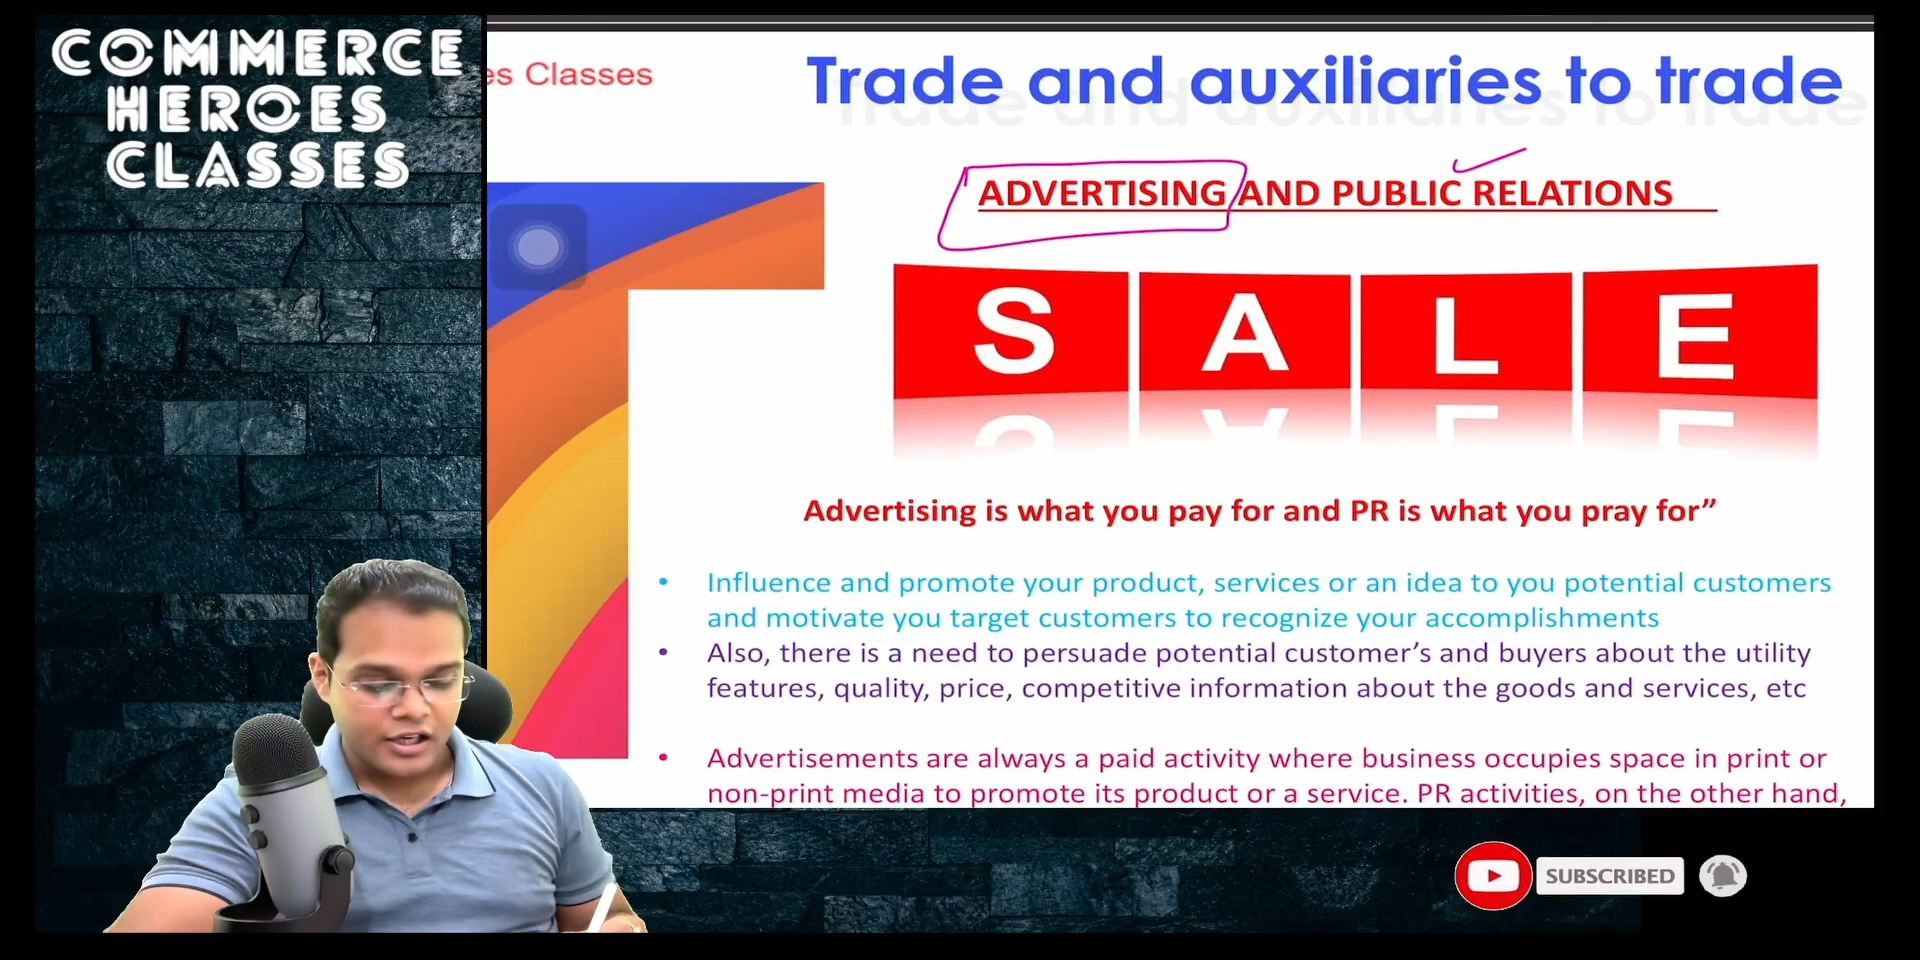 COMMERCE
HEROES
CLASSES
es Classes
Trade and auxiliaries to trade
ADVERTISING AND PUBLIC RELATIONS
SALE
Advertising is what you pay for and PR is what you pray for”
• Influence and promote your product, services or an idea to you potential customers
and motivate you target customers to recognize your accomplishments
• Also, there is a need to persuade potential customer’s and buyers about the utility
features, quality, price, competitive information about the goods and services, etc
• Advertisements are always a paid activity where business occupies space in print or
non-print media to promote its product or a service. PR activities, on the other hand,
SUBSCRIBED